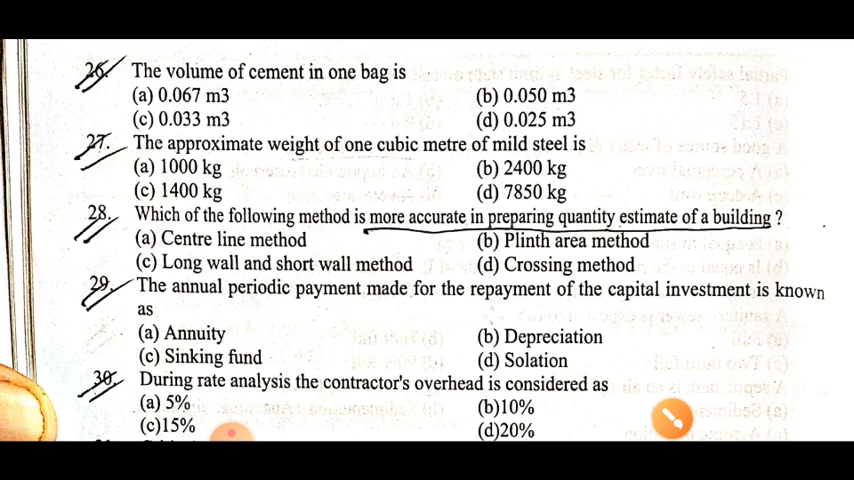 26. The volume of cement in one bag is
(a) 0.067 m3 (b) 0.050 m3
(c) 0.033 m3 (d) 0.025 m3
27. The approximate weight of one cubic metre of mild steel is
(a) 1000 kg (b) 2400 kg
(c) 1400 kg (d) 7850 kg
28. Which of the following method is more accurate in preparing quantity estimate of a building ?
(a) Centre line method (b) Plinth area method
(c) Long wall and short wall method (d) Crossing method
29. The annual periodic payment made for the repayment of the capital investment is known
as
(a) Annuity (b) Depreciation
(c) Sinking fund (d) Solation
30. During rate analysis the contractor's overhead is considered as
(a) 5% (b)10%
(c)15% (d)20%